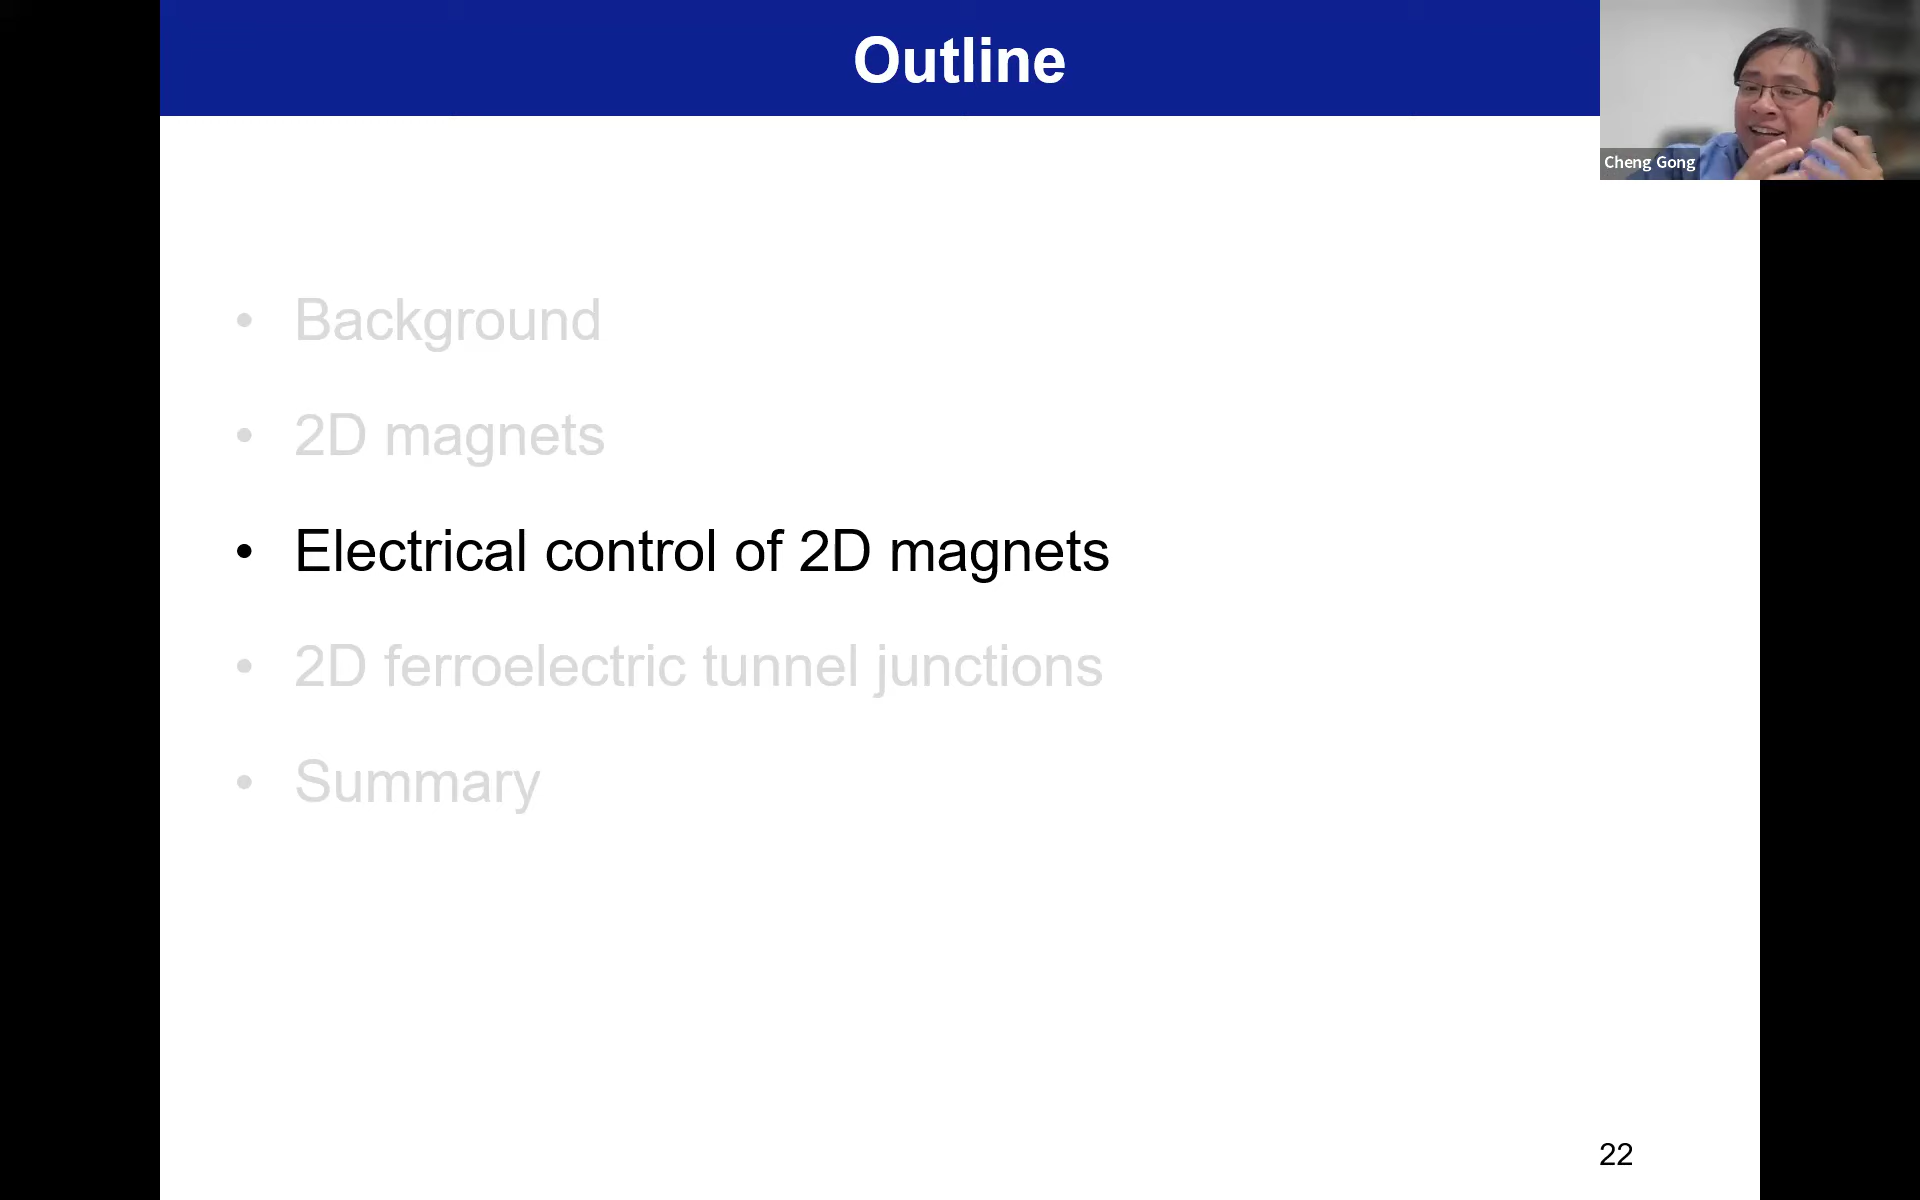 Outline
Cheng Gong
• Background
• 2D magnets
• Electrical control of 2D magnets
• 2D ferroelectric tunnel junctions
• Summary
22